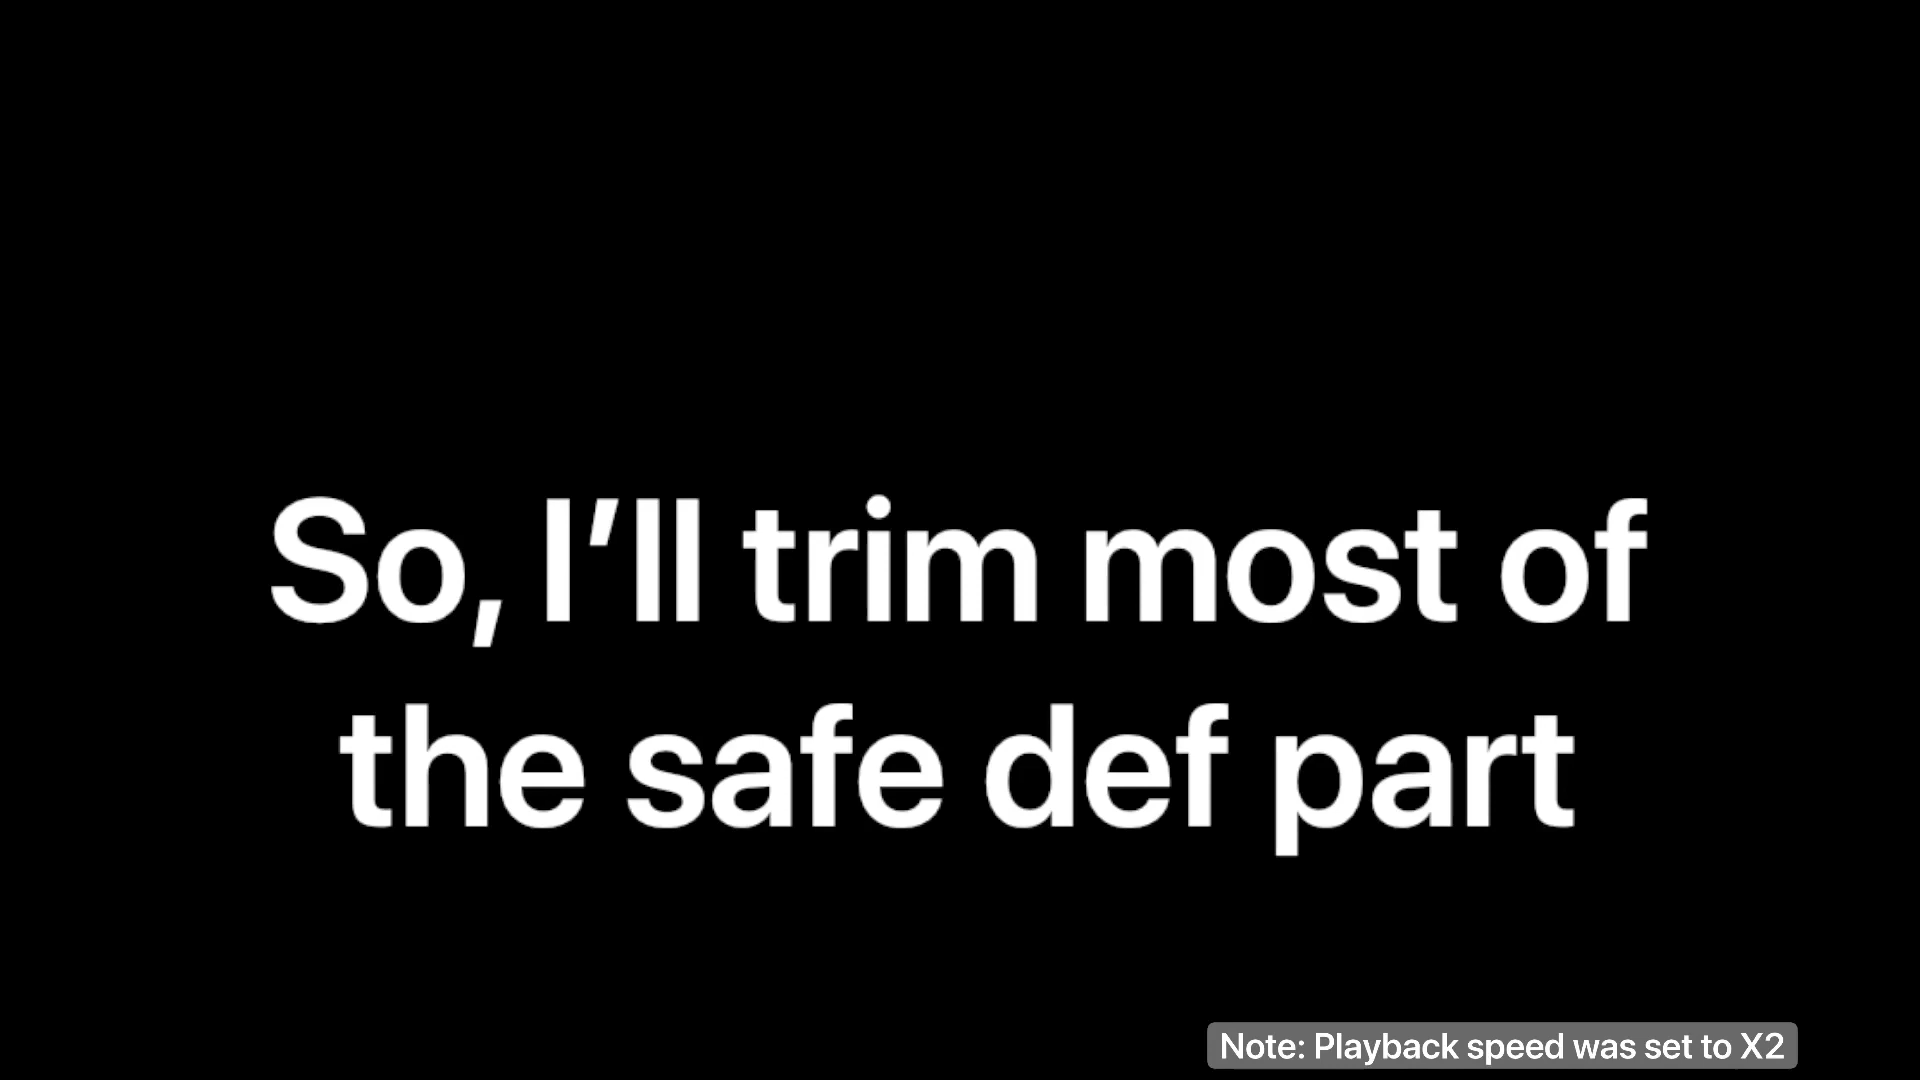 So, I’ll trim most of
the safe def part
Note: Playback speed was set to X2